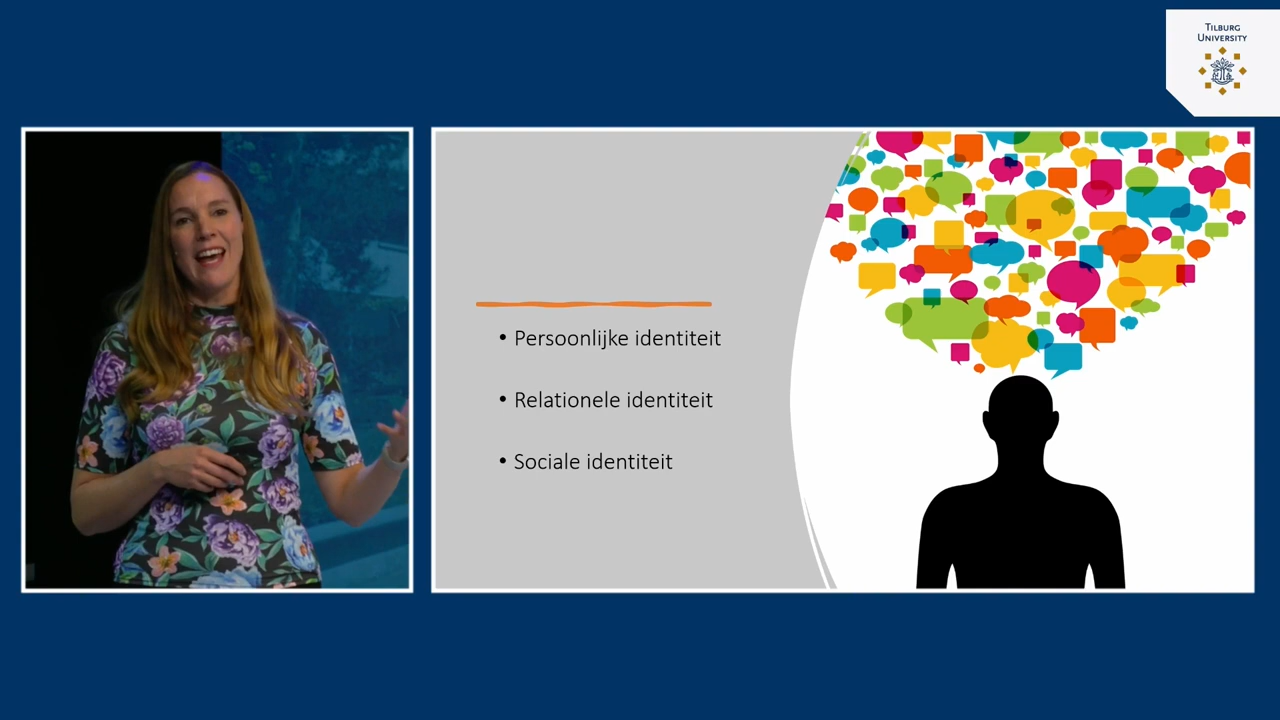 TILBURG
UNIVERSITY
• Persoonlijke identiteit
• Relationele identiteit
• Sociale identiteit